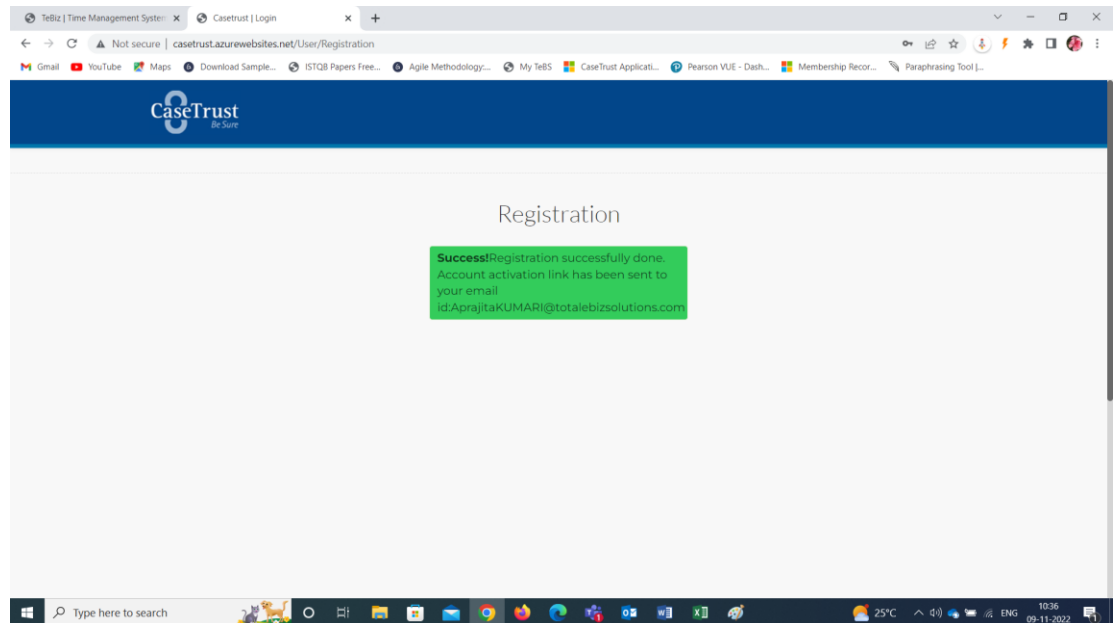 TeBiz | Time Management System
Casetrust | Login
Not secure | casetrust.azurewebsites.net/User/Registration
Gmail YouTube Maps Download Sample... ISTQB Papers Free... Agile Methodology:... My TeBS CaseTrust Applicati... Pearson VUE - Dash... Membership Recor... Paraphrasing Tool |...
CaseTrust
Be Sure
Registration
Success!Registration successfully done.
Account activation link has been sent to
your email
id:AprajitaKUMARI@totalebizsolutions.com
Type here to search
25°C ENG 10:36
09-11-2022